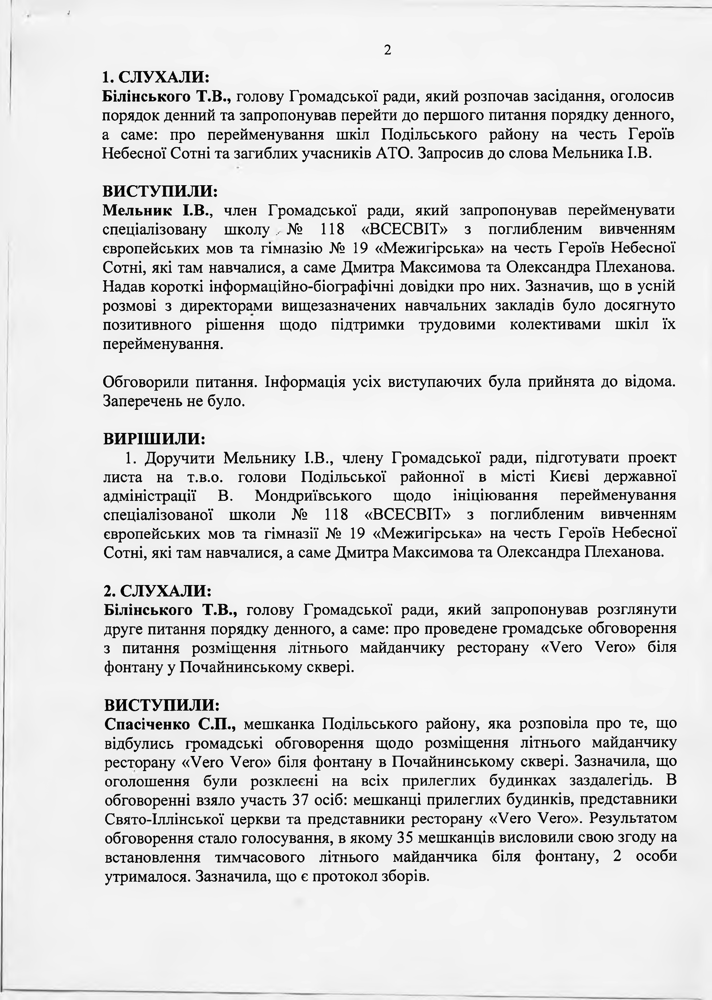 2
1. СЛУХАЛИ:
Білінського Т.В., голову Громадської ради, який розпочав засідання, оголосив
порядок денний та запропонував перейти до першого питання порядку денного,
а саме: про перейменування шкіл Подільського району на честь Героїв
Небесної Сотні та загиблих учасників АТО. Запросив до слова Мельника І.В.
ВИСТУПИЛИ:
Мельник І.В., член Громадської ради, який запропонував перейменувати
спеціалізовану школу № 118 «ВСЕСВІТ» з поглибленим вивченням
європейських мов та гімназію № 19 «Межигірська» на честь Героїв Небесної
Сотні, які там навчалися, а саме Дмитра Максимова та Олександра Плеханова.
Надав короткі інформаційно-біографічні довідки про них. Зазначив, що в усній
розмові з директорами вищезазначених навчальних закладів було досягнуто
позитивного рішення щодо підтримки трудовими колективами шкіл їх
перейменування.
Обговорили питання. Інформація усіх виступаючих була прийнята до відома.
Заперечень не було.
ВИРІШИЛИ:
1. Доручити Мельнику І.В., члену Громадської ради, підготувати проект
листа на т.в.о. голови Подільської районної в місті Києві державної
адміністрації В. Мондриївського щодо ініціювання перейменування
спеціалізованої школи № 118 «ВСЕСВІТ» з поглибленим вивченням
європейських мов та гімназії № 19 «Межигірська» на честь Героїв Небесної
Сотні, які там навчалися, а саме Дмитра Максимова та Олександра Плеханова.
2. СЛУХАЛИ:
Білінського Т.В., голову Громадської ради, який запропонував розглянути
друге питання порядку денного, а саме: про проведене громадське обговорення
з питання розміщення літнього майданчику ресторану «Vero Vero» біля
фонтану у Почайнинському сквері.
ВИСТУПИЛИ:
Спасіченко С.П., мешканка Подільського району, яка розповіла про те, що
відбулись громадські обговорення щодо розміщення літнього майданчику
ресторану «Vero Vero» біля фонтану в Почайнинському сквері. Зазначила, що
оголошення були розклеєні на всіх прилеглих будинках заздалегідь. В
обговоренні взяло участь 37 осіб: мешканці прилеглих будинків, представники
Свято-Іллінської церкви та представники ресторану «Vero Vero». Результатом
обговорення стало голосування, в якому 35 мешканців висловили свою згоду на
встановлення тимчасового літнього майданчика біля фонтану, 2 особи
утрималося. Зазначила, що є протокол зборів.